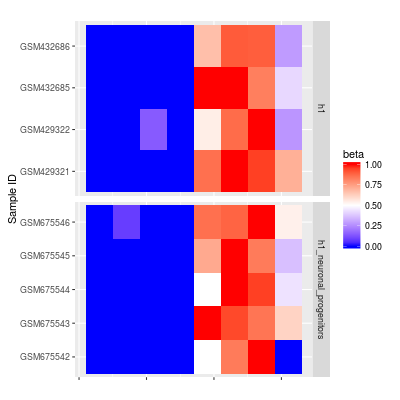 Sample ID
GSM432686
GSM432685
GSM429322
GSM429321
h1
GSM675546
GSM675545
GSM675544
GSM675543
GSM675542
h1_neuronal_progenitors
beta
1.00
0.75
0.50
0.25
0.00